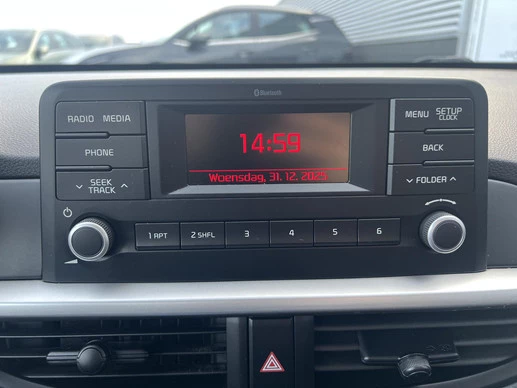 Bluetooth
RADIO MEDIA
PHONE
SEEK
TRACK
14:59
Woensdag, 31. 12. 2025
MENU SETUP
CLOCK
BACK
FOLDER
1 RPT 2 SHFL 3 4 5 6